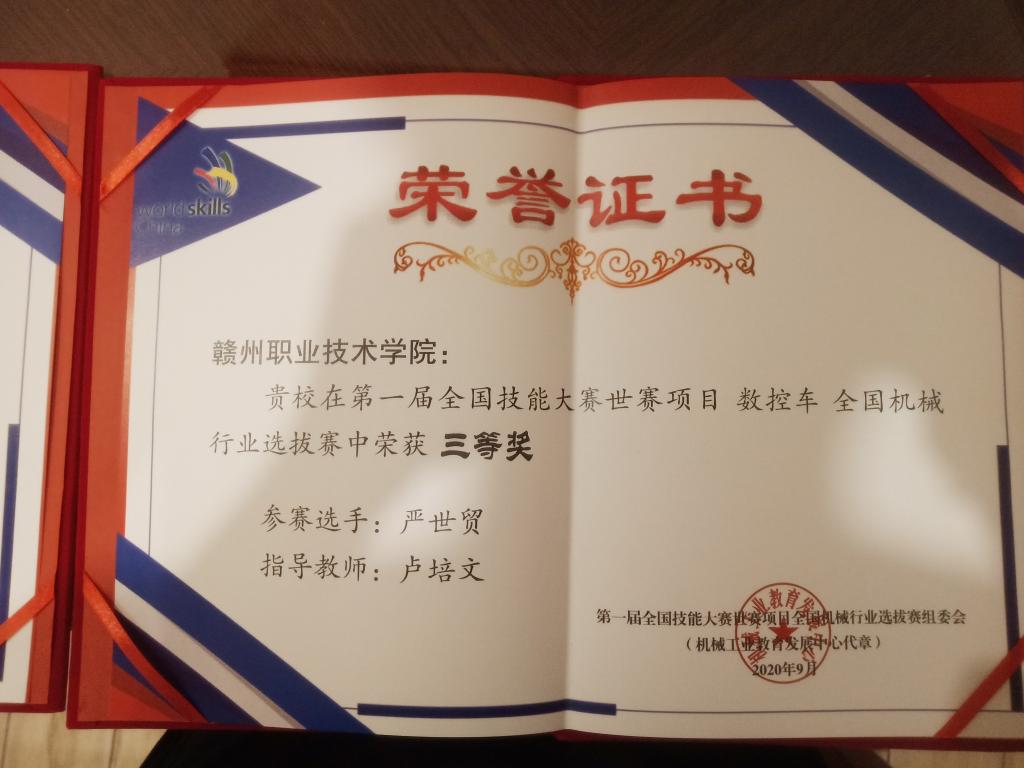 world skills
China
荣誉证书
赣州职业技术学院：
贵校在第一届全国技能大赛世赛项目 数控车 全国机械
行业选拔赛中荣获 三等奖
参赛选手：严世贸
指导教师：卢培文
第一届全国技能大赛世赛项目全国机械行业选拔赛组委会
（机械工业教育发展中心代章）
2020年9月